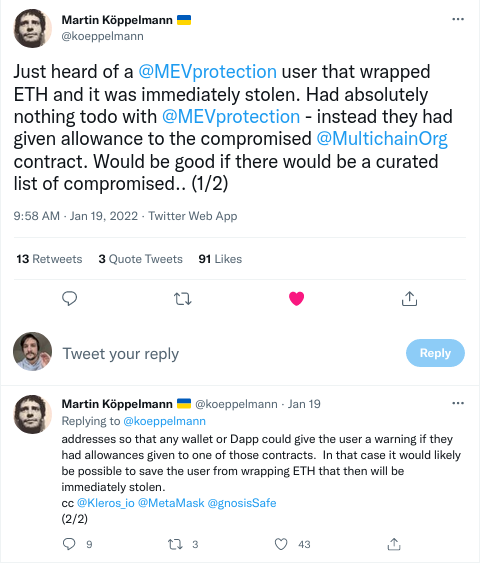 Martin Köppelmann 🇺🇦
@koeppelmann
Just heard of a @MEVprotection user that wrapped
ETH and it was immediately stolen. Had absolutely
nothing todo with @MEVprotection - instead they had
given allowance to the compromised @MultichainOrg
contract. Would be good if there would be a curated
list of compromised.. (1/2)
9:58 AM · Jan 19, 2022 · Twitter Web App
13 Retweets 3 Quote Tweets 91 Likes
Tweet your reply
Reply
Martin Köppelmann 🇺🇦 @koeppelmann · Jan 19
Replying to @koeppelmann
addresses so that any wallet or Dapp could give the user a warning if they
had allowances given to one of those contracts.  In that case it would likely
be possible to save the user from wrapping ETH that then will be
immediately stolen.
cc @Kleros_io @MetaMask @gnosisSafe
(2/2)
9 3 43